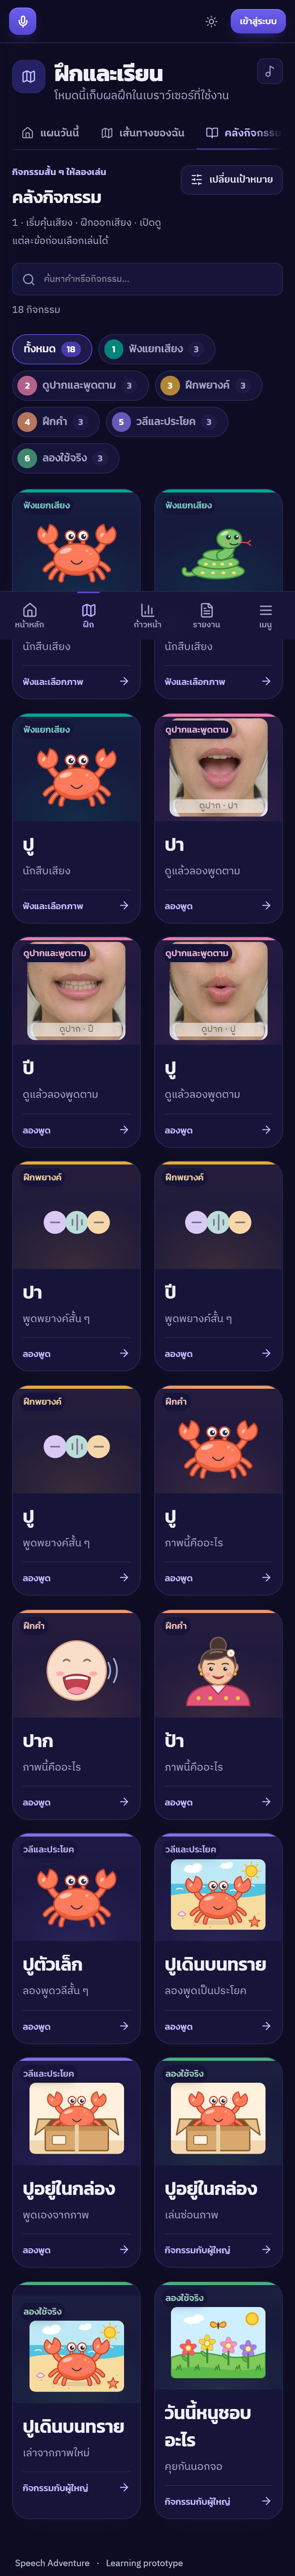 เข้าสู่ระบบ
ฝึกและเรียน
โหมดนี้เก็บผลฝึกในเบราว์เซอร์ที่ใช้งาน
แผนวันนี้
เส้นทางของฉัน
คลังกิจกรรม
กิจกรรมสั้น ๆ ให้ลองเล่น
คลังกิจกรรม
เปลี่ยนเป้าหมาย
1 · เริ่มคุ้นเสียง · ฝึกออกเสียง · เปิดดู
แต่ละข้อก่อนเลือกเล่นได้
ค้นหาคำหรือกิจกรรม...
18 กิจกรรม
ทั้งหมด 18
1 ฟังแยกเสียง 3
2 ดูปากและพูดตาม 3
3 ฝึกพยางค์ 3
4 ฝึกคำ 3
5 วลีและประโยค 3
6 ลองใช้จริง 3
ฟังแยกเสียง
ฟังแยกเสียง
หน้าหลัก
ฝึก
ก้าวหน้า
รายงาน
เมนู
นักสืบเสียง
นักสืบเสียง
ฟังและเลือกภาพ
ฟังและเลือกภาพ
ฟังแยกเสียง
ปู
นักสืบเสียง
ฟังและเลือกภาพ
ดูปากและพูดตาม
ดูปาก · ปา
ปา
ดูแล้วลองพูดตาม
ลองพูด
ดูปากและพูดตาม
ดูปาก · ปี
ปี
ดูแล้วลองพูดตาม
ลองพูด
ดูปากและพูดตาม
ดูปาก · ปู
ปู
ดูแล้วลองพูดตาม
ลองพูด
ฝึกพยางค์
ปา
พูดพยางค์สั้น ๆ
ลองพูด
ฝึกพยางค์
ปี
พูดพยางค์สั้น ๆ
ลองพูด
ฝึกพยางค์
ปู
พูดพยางค์สั้น ๆ
ลองพูด
ฝึกคำ
ปู
ภาพนี้คืออะไร
ลองพูด
ฝึกคำ
ปาก
ภาพนี้คืออะไร
ลองพูด
ฝึกคำ
ป้า
ภาพนี้คืออะไร
ลองพูด
วลีและประโยค
ปูตัวเล็ก
ลองพูดวลีสั้น ๆ
ลองพูด
วลีและประโยค
ปูเดินบนทราย
ลองพูดเป็นประโยค
ลองพูด
วลีและประโยค
ปูอยู่ในกล่อง
พูดเองจากภาพ
ลองพูด
ลองใช้จริง
ปูอยู่ในกล่อง
เล่นซ่อนภาพ
กิจกรรมกับผู้ใหญ่
ลองใช้จริง
ปูเดินบนทราย
เล่าจากภาพใหม่
กิจกรรมกับผู้ใหญ่
ลองใช้จริง
วันนี้หนูชอบ
อะไร
คุยกันนอกจอ
กิจกรรมกับผู้ใหญ่
Speech Adventure · Learning prototype